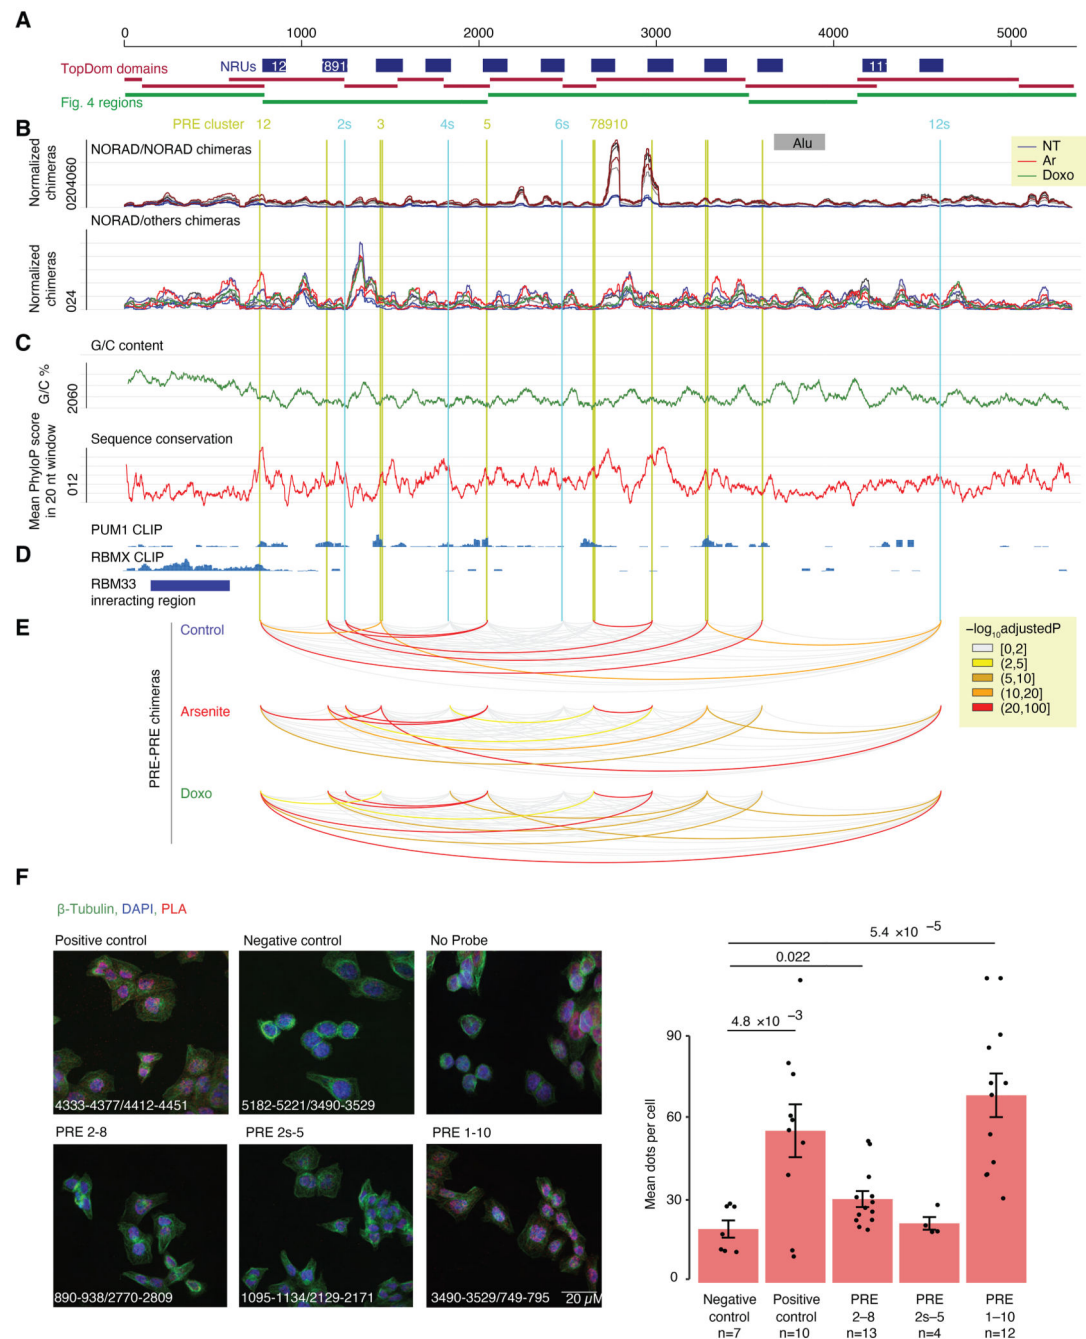 A
0 1000 2000 3000 4000 5000
NRUs 12 7891 11
TopDom domains
Fig. 4 regions
B
PRE cluster 12 2s 3 4s 5 6s 78910 12s
Alu
NORAD/NORAD chimeras
Normalized chimeras
0204060
NT
Ar
Doxo
NORAD/others chimeras
Normalized chimeras
024
C
G/C content
G/C %
2060
Sequence conservation
Mean PhyloP score in 20 nt window
012
PUM1 CLIP
D
RBMX CLIP
RBM33
inreracting region
E
PRE-PRE chimeras
Control
Arsenite
Doxo
−log10adjustedP
[0,2]
(2,5]
(5,10]
(10,20]
(20,100]
F
β-Tubulin, DAPI, PLA
Positive control
4333-4377/4412-4451
Negative control
5182-5221/3490-3529
No Probe
PRE 2-8
890-938/2770-2809
PRE 2s-5
1095-1134/2129-2171
PRE 1-10
3490-3529/749-795
20 µM
5.4 ×10 −5
0.022
4.8 ×10 −3
Mean dots per cell
90
60
30
0
Negative control n=7
Positive control n=10
PRE 2–8 n=13
PRE 2s–5 n=4
PRE 1–10 n=12